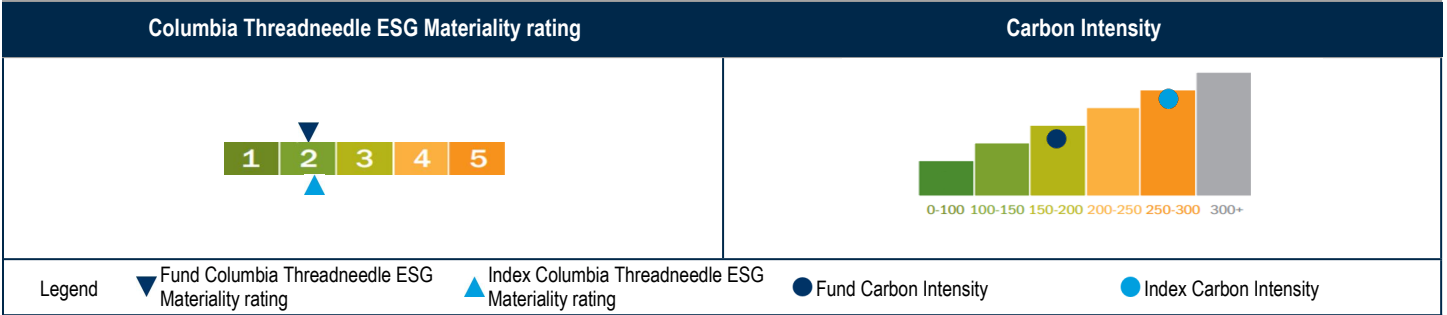 Columbia Threadneedle ESG Materiality rating
Carbon Intensity
1 2 3 4 5
0-100 100-150 150-200 200-250 250-300 300+
Legend
Fund Columbia Threadneedle ESG
Materiality rating
Index Columbia Threadneedle ESG
Materiality rating
Fund Carbon Intensity
Index Carbon Intensity